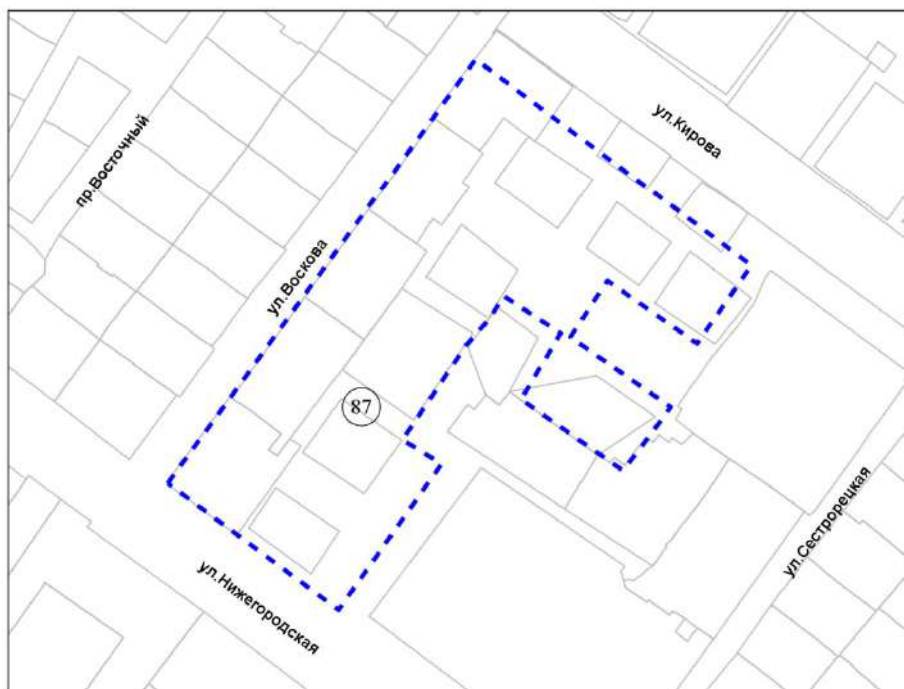 ул.Кирова
пр.Восточный
ул.Воскова
87
ул.Сестрорецкая
ул.Нижегородская